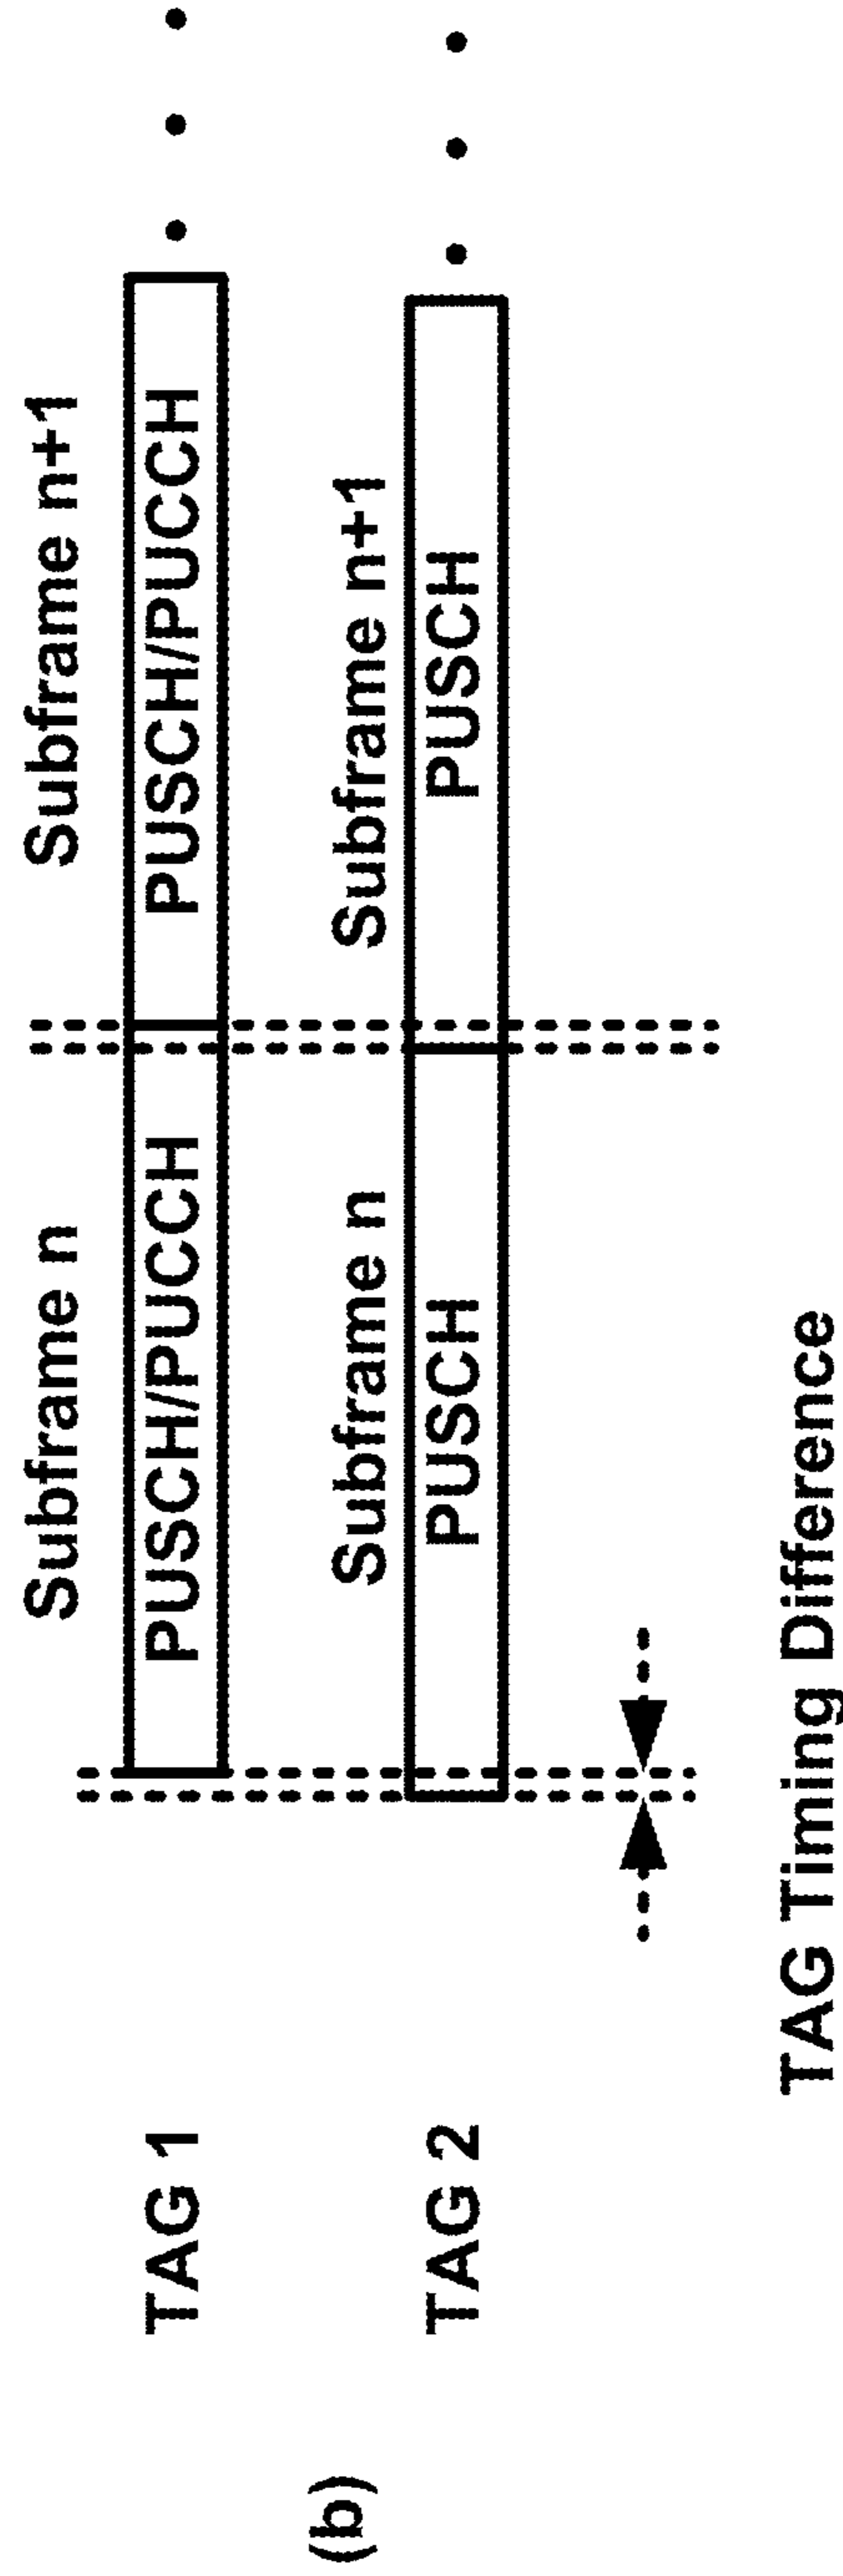 (b)
Subframe n
Subframe n+1
TAG 1
PUSCH/PUCCH
PUSCH/PUCCH
Subframe n
Subframe n+1
TAG 2
PUSCH
PUSCH
TAG Timing Difference